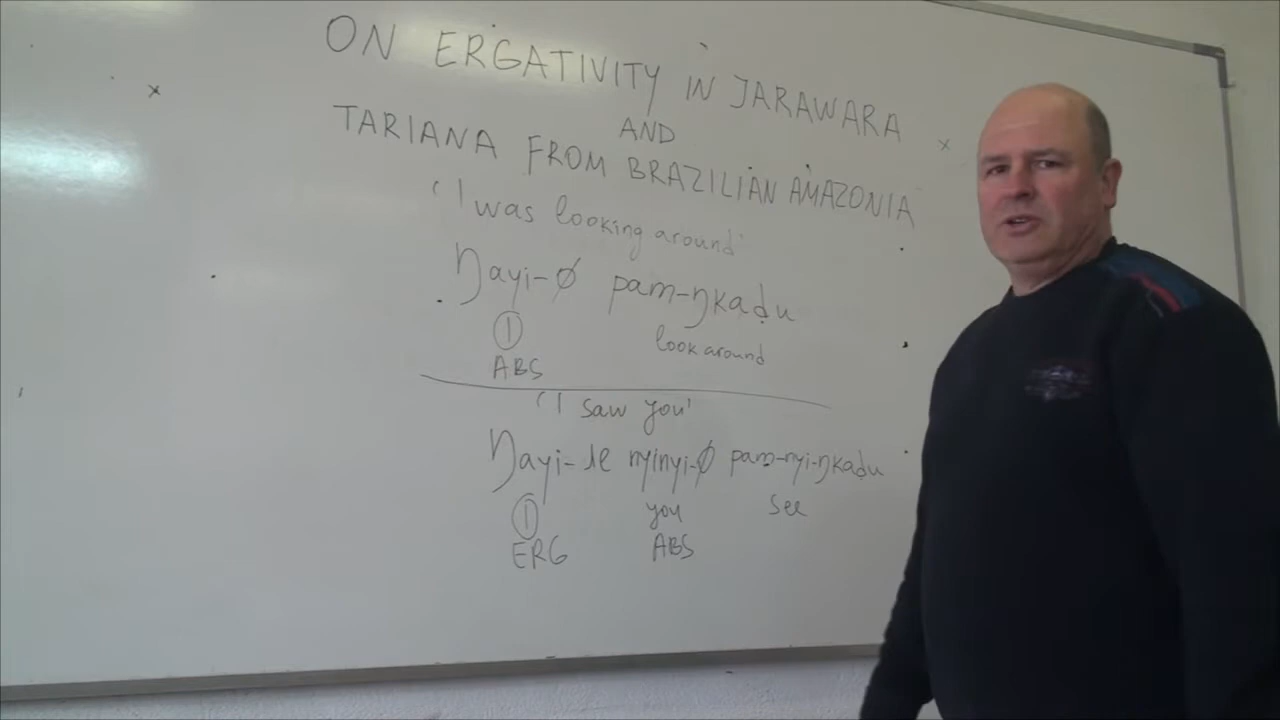 ON ERGATIVITY IN JARAWARA
AND
TARIANA FROM BRAZILIAN AMAZONIA
'I was looking around'
Ŋayi-Ø pam-ŋkaḍu
① look around
ABS
'I saw you'
Ŋayi-le nyinyi-Ø pam-nyi-ŋkaḍu
① you see
ERG ABS